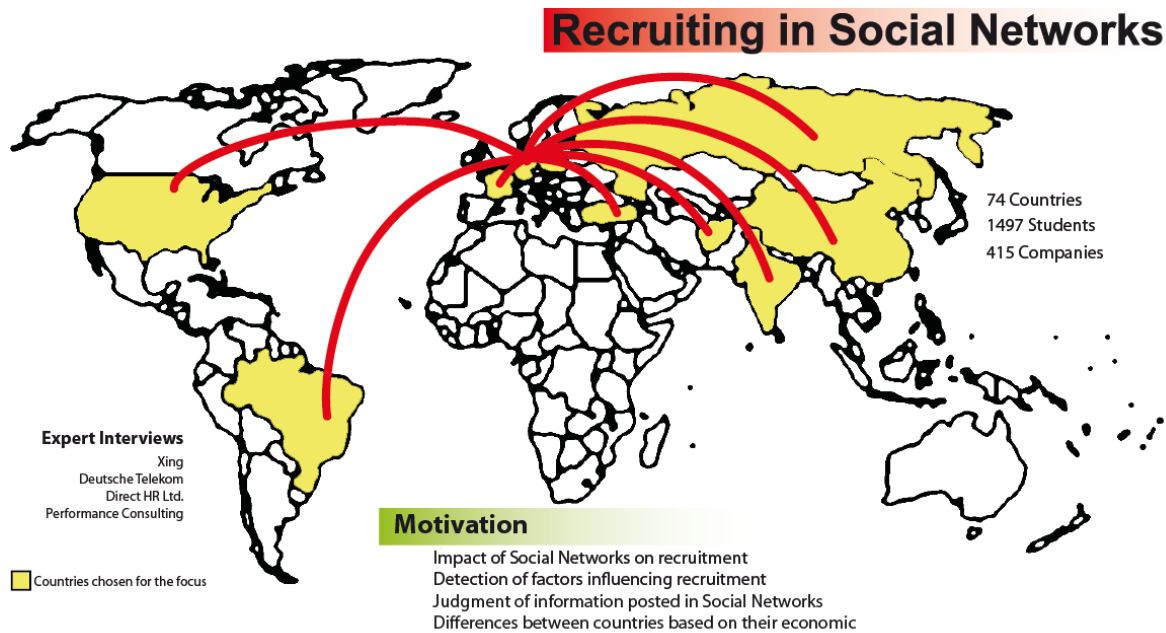 Recruiting in Social Networks
74 Countries
1497 Students
415 Companies
Expert Interviews
Xing
Deutsche Telekom
Direct HR Ltd.
Performance Consulting
Countries chosen for the focus
Motivation
Impact of Social Networks on recruitment
Detection of factors influencing recruitment
Judgment of information posted in Social Networks
Differences between countries based on their economic